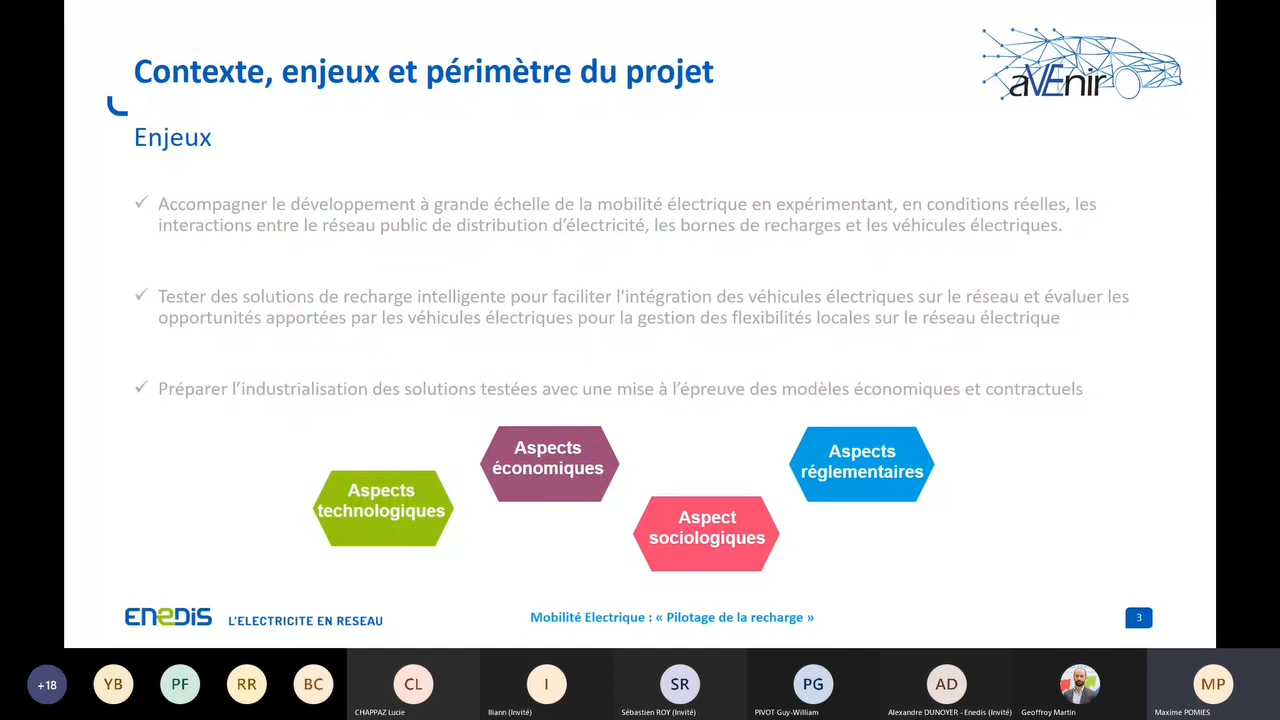 Contexte, enjeux et périmètre du projet
aVEnir
Enjeux
Accompagner le développement à grande échelle de la mobilité électrique en expérimentant, en conditions réelles, les
interactions entre le réseau public de distribution d’électricité, les bornes de recharges et les véhicules électriques.
Tester des solutions de recharge intelligente pour faciliter l'intégration des véhicules électriques sur le réseau et évaluer les
opportunités apportées par les véhicules électriques pour la gestion des flexibilités locales sur le réseau électrique
Préparer l’industrialisation des solutions testées avec une mise à l’épreuve des modèles économiques et contractuels
Aspects
technologiques
Aspects
économiques
Aspect
sociologiques
Aspects
réglementaires
ENEDIS
L'ELECTRICITE EN RESEAU
Mobilité Electrique : « Pilotage de la recharge »
3
+18
YB
PF
RR
BC
CL
CHAPPAZ Lucie
I
Iliann (Invité)
SR
Sébastien ROY (Invité)
PG
PIVOT Guy-William
AD
Alexandre DUNOYER - Enedis (Invité)
Geoffroy Martin
MP
Maxime POMIES